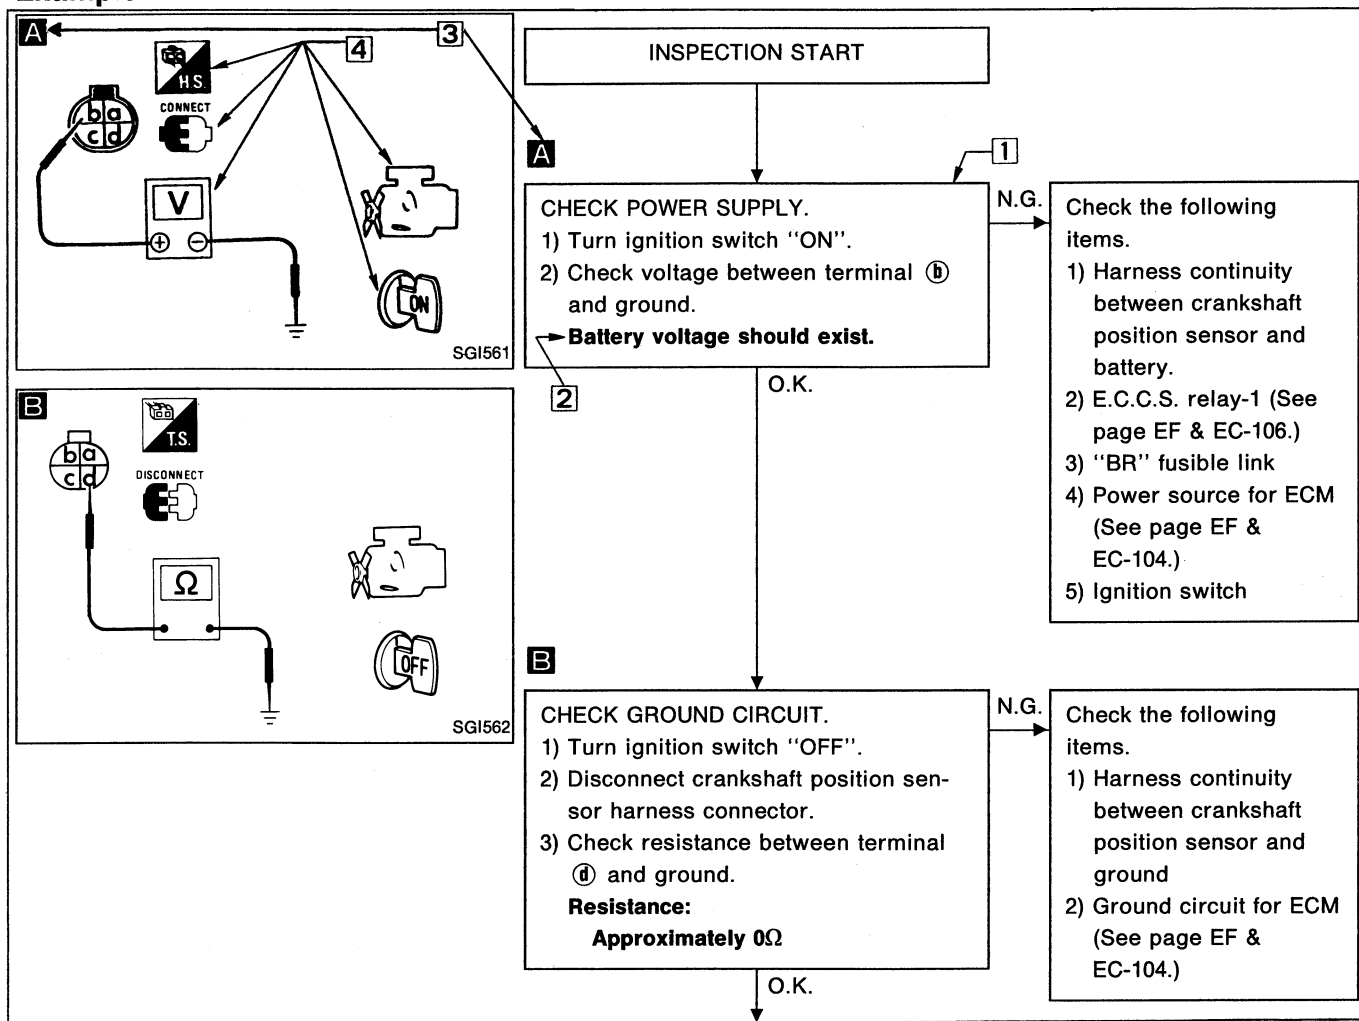 A
3
4
H.S.
CONNECT
b a
c d
V
⊕ ⊖
ON
SGI561
B
T.S.
b a
c d
DISCONNECT
Ω
OFF
SGI562
INSPECTION START
A
1
CHECK POWER SUPPLY.
1) Turn ignition switch "ON".
2) Check voltage between terminal ⓑ
and ground.
Battery voltage should exist.
2
N.G.
O.K.
Check the following
items.
1) Harness continuity
between crankshaft
position sensor and
battery.
2) E.C.C.S. relay-1 (See
page EF &
EC-106.)
3) "BR" fusible link
4) Power source for ECM
(See page EF &
EC-104.)
5) Ignition switch
B
CHECK GROUND CIRCUIT.
1) Turn ignition switch "OFF".
2) Disconnect crankshaft position sen-
sor harness connector.
3) Check resistance between terminal
ⓓ and ground.
Resistance:
Approximately 0Ω
N.G.
O.K.
Check the following
items.
1) Harness continuity
between crankshaft
position sensor and
ground
2) Ground circuit for ECM
(See page EF &
EC-104.)